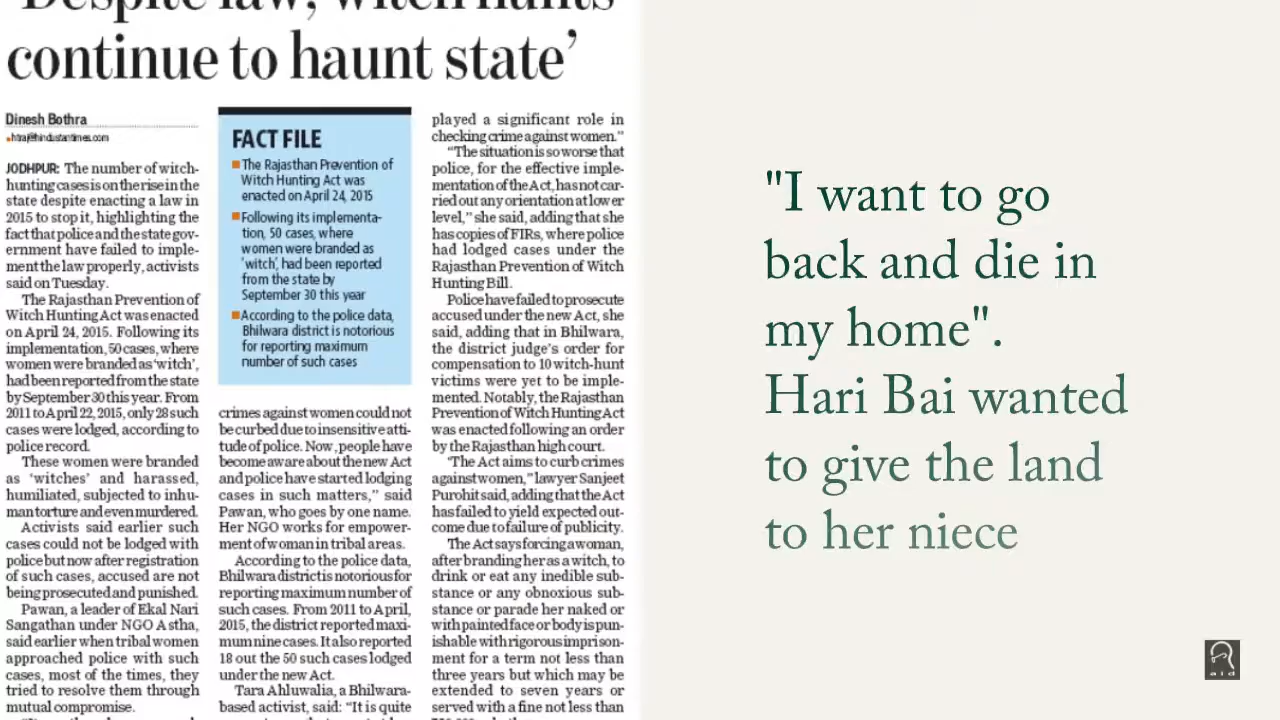 'Despite law, witch hunts
continue to haunt state'
Dinesh Bothra
htraj@hindustantimes.com
JODHPUR: The number of witch-
hunting cases is on the rise in the
state despite enacting a law in
2015 to stop it, highlighting the
fact that police and the state gov-
ernment have failed to imple-
ment the law properly, activists
said on Tuesday.
The Rajasthan Prevention of
Witch Hunting Act was enacted
on April 24, 2015. Following its
implementation, 50 cases, where
women were branded as 'witch',
had been reported from the state
by September 30 this year. From
2011 to April 22, 2015, only 28 such
cases were lodged, according to
police record.
These women were branded
as 'witches' and harassed,
humiliated, subjected to inhu-
man torture and even murdered.
Activists said earlier such
cases could not be lodged with
police but now after registration
of such cases, accused are not
being prosecuted and punished.
Pawan, a leader of Ekal Nari
Sangathan under NGO Astha,
said earlier when tribal women
approached police with such
cases, most of the times, they
tried to resolve them through
mutual compromise.
FACT FILE
The Rajasthan Prevention of
Witch Hunting Act was
enacted on April 24, 2015
Following its implementa-
tion, 50 cases, where
women were branded as
'witch', had been reported
from the state by
September 30 this year
According to the police data,
Bhilwara district is notorious
for reporting maximum
number of such cases
crimes against women could not
be curbed due to insensitive atti-
tude of police. Now, people have
become aware about the new Act
and police have started lodging
cases in such matters," said
Pawan, who goes by one name.
Her NGO works for empower-
ment of woman in tribal areas.
According to the police data,
Bhilwara district is notorious for
reporting maximum number of
such cases. From 2011 to April,
2015, the district reported maxi-
mum nine cases. It also reported
18 out the 50 such cases lodged
under the new Act.
Tara Ahluwalia, a Bhilwara-
based activist, said: "It is quite
played a significant role in
checking crime against women."
"The situation is so worse that
police, for the effective imple-
mentation of the Act, has not car-
ried out any orientation at lower
level," she said, adding that she
has copies of FIRs, where police
had lodged cases under the
Rajasthan Prevention of Witch
Hunting Bill.
Police have failed to prosecute
accused under the new Act, she
said, adding that in Bhilwara,
the district judge's order for
compensation to 10 witch-hunt
victims were yet to be imple-
mented. Notably, the Rajasthan
Prevention of Witch Hunting Act
was enacted following an order
by the Rajasthan high court.
"The Act aims to curb crimes
against women," lawyer Sanjeet
Purohit said, adding that the Act
has failed to yield expected out-
come due to failure of publicity.
The Act says forcing a woman,
after branding her as a witch, to
drink or eat any inedible sub-
stance or any obnoxious sub-
stance or parade her naked or
with painted face or body is pun-
ishable with rigorous imprison-
ment for a term not less than
three years but which may be
extended to seven years or
served with a fine not less than
"I want to go
back and die in
my home".
Hari Bai wanted
to give the land
to her niece
aid